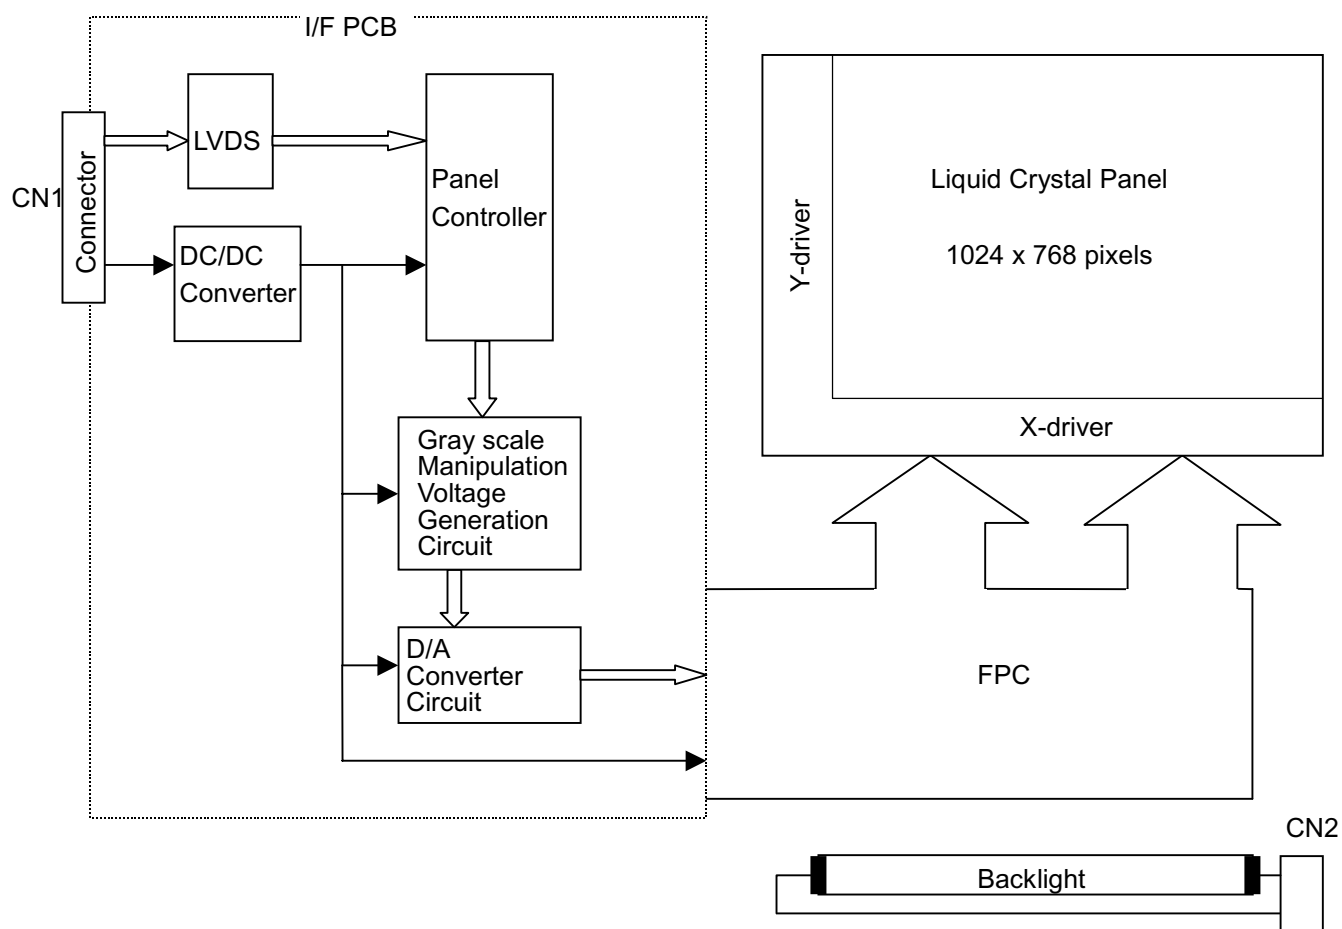 I/F PCB
CN1
Connector
LVDS
DC/DC
Converter
Panel
Controller
Gray scale
Manipulation
Voltage
Generation
Circuit
D/A
Converter
Circuit
Y-driver
Liquid Crystal Panel
1024 x 768 pixels
X-driver
FPC
CN2
Backlight